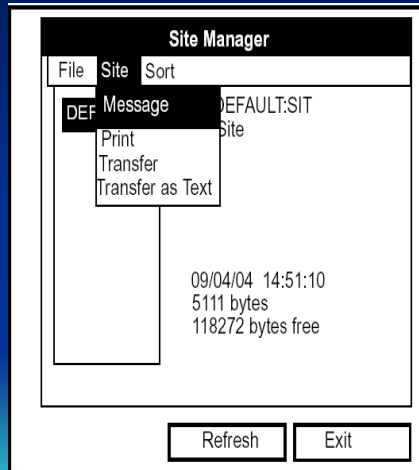 Site Manager
File Site Sort
DEF
Message
DEFAULT:SIT
Print
Site
Transfer
Transfer as Text
09/04/04 14:51:10
5111 bytes
118272 bytes free
Refresh
Exit